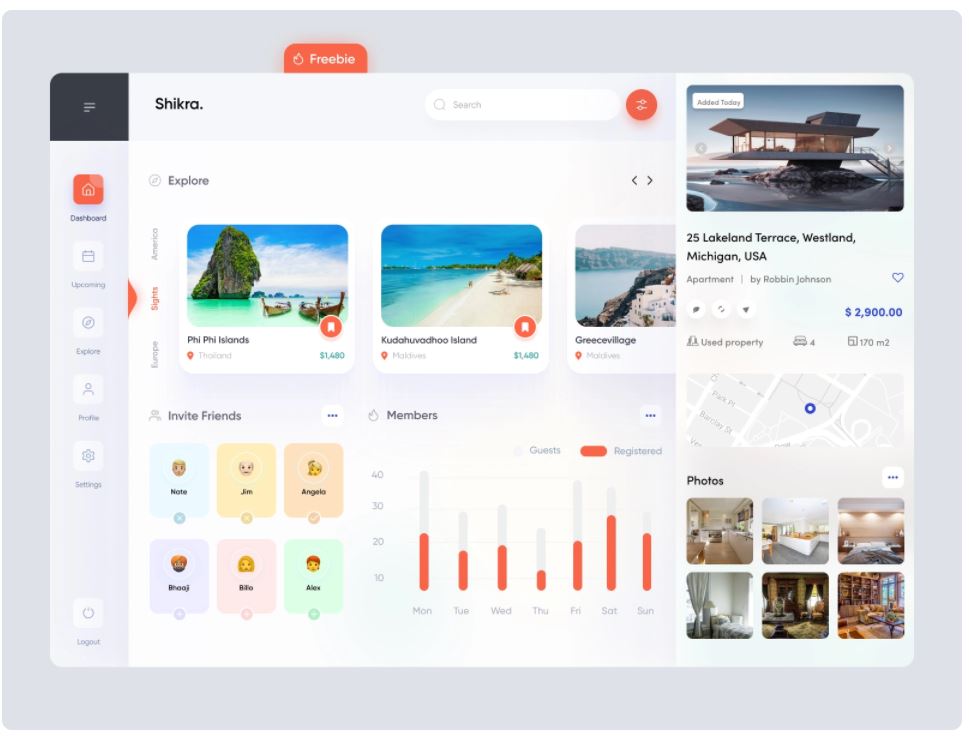 Freebie
Shikra.
Search
Dashboard
Upcoming
Explore
Profile
Settings
Logout
Explore
America
Sights
Europe
Phi Phi Islands
Thailand
$1,480
Kudahuvadhoo Island
Maldives
$1,480
Greecevillage
Maldives
Invite Friends
Nate
Jim
Angela
Bhaaji
Billa
Alex
Members
Guests
Registered
40
30
20
10
Mon Tue Wed Thu Fri Sat Sun
Added Today
25 Lakeland Terrace, Westland,
Michigan, USA
Apartment | by Robbin Johnson
$ 2,900.00
Used property
4
170 m2
Park Pl
Barclay St
Photos